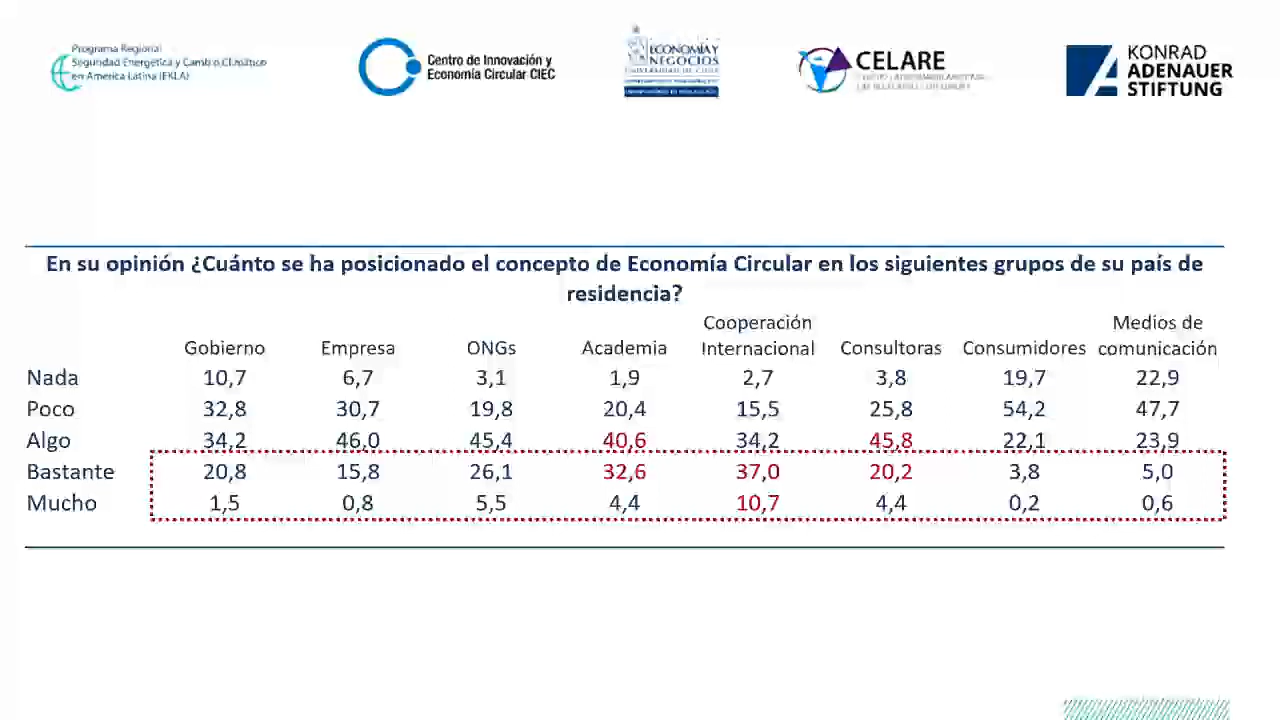 Programa Regional
Seguridad Energética y Cambio Climático
en America Latina (EKLA)
Centro de Innovación y
Economía Circular CIEC
ECONOMÍA Y
NEGOCIOS
UNIVERSIDAD DE CHILE
CELARE
KONRAD
ADENAUER
STIFTUNG
En su opinión ¿Cuánto se ha posicionado el concepto de Economía Circular en los siguientes grupos de su país de
residencia?
Gobierno Empresa ONGs Academia Cooperación Internacional Consultoras Consumidores Medios de comunicación
Nada 10,7 6,7 3,1 1,9 2,7 3,8 19,7 22,9
Poco 32,8 30,7 19,8 20,4 15,5 25,8 54,2 47,7
Algo 34,2 46,0 45,4 40,6 34,2 45,8 22,1 23,9
Bastante 20,8 15,8 26,1 32,6 37,0 20,2 3,8 5,0
Mucho 1,5 0,8 5,5 4,4 10,7 4,4 0,2 0,6